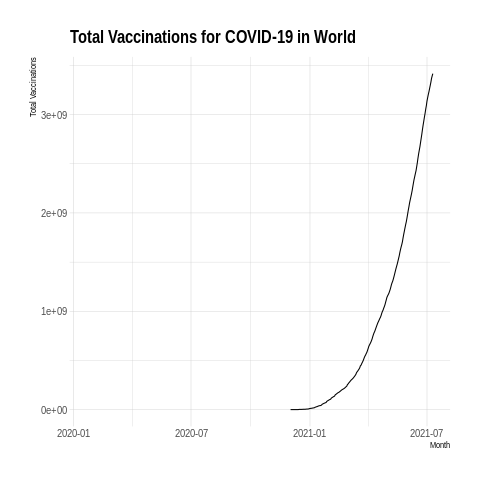 Total Vaccinations for COVID-19 in World
Total Vaccinations
3e+09
2e+09
1e+09
0e+00
2020-01 2020-07 2021-01 2021-07
Month